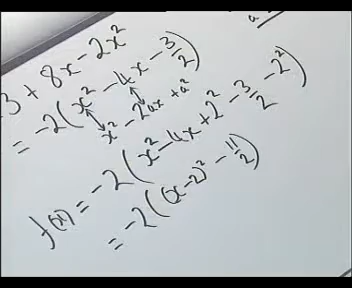 3 + 8x - 2x²
= -2(x² - 4x - 3/2)
x² - 2ax + a²
f(x) = -2(x² - 4x + 2² - 3/2 - 2²)
= -2((x-2)² - 11/2)